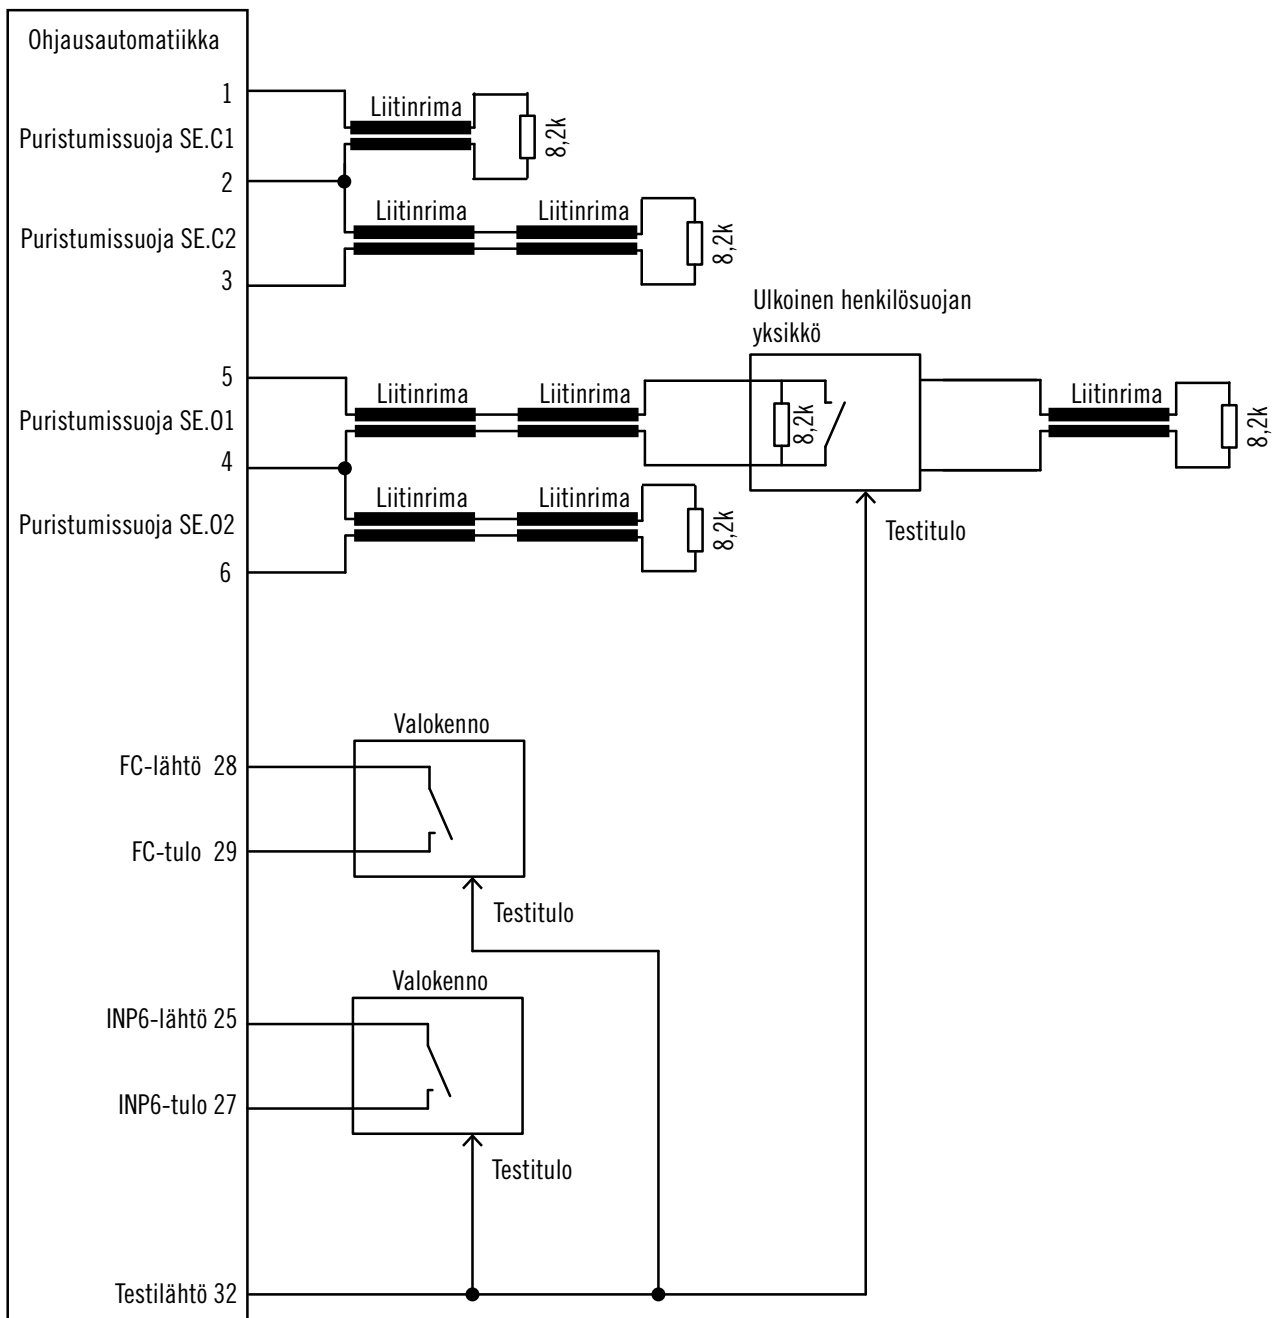 Ohjausautomatiikka
1
Liitinrima
8,2k
Puristumissuoja SE.C1
2
Liitinrima
Liitinrima
8,2k
Puristumissuoja SE.C2
3
Ulkoinen henkilösuojan
yksikkö
5
Liitinrima
Liitinrima
8,2k
Liitinrima
8,2k
Puristumissuoja SE.O1
4
Liitinrima
Liitinrima
8,2k
Puristumissuoja SE.O2
Testitulo
6
Valokenno
FC-lähtö 28
FC-tulo 29
Testitulo
Valokenno
INP6-lähtö 25
INP6-tulo 27
Testitulo
Testilähtö 32